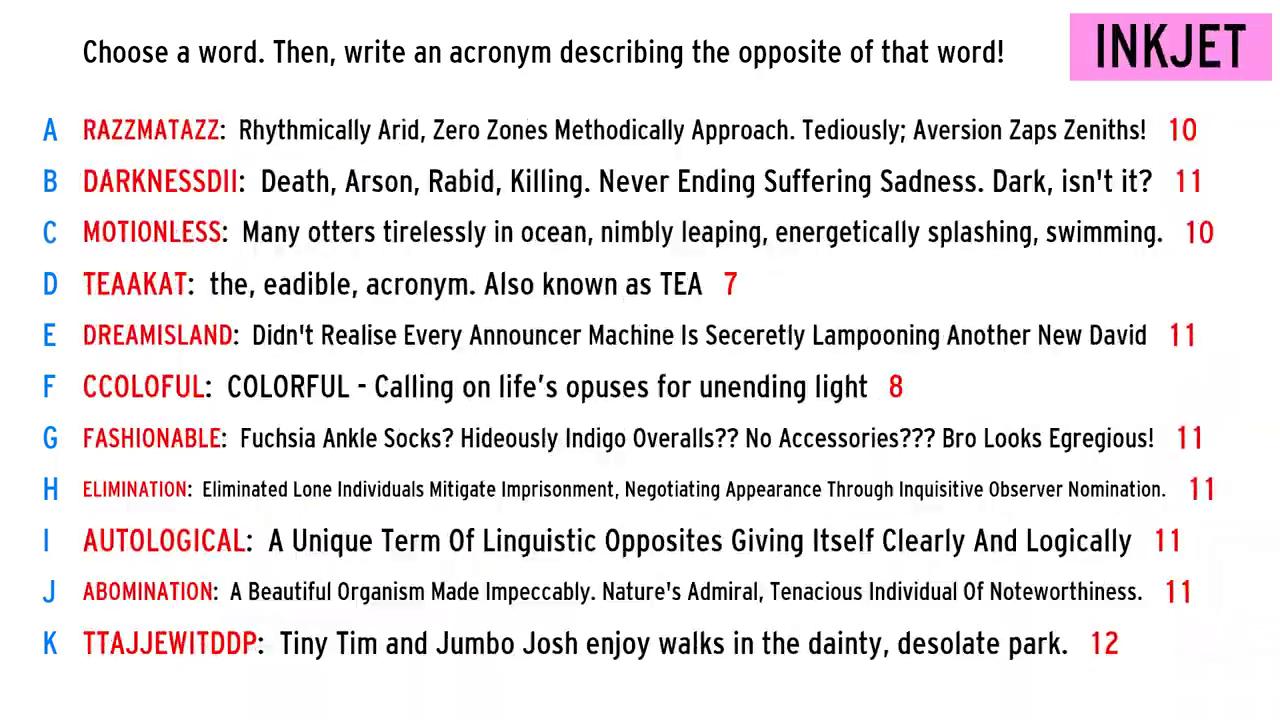 Choose a word. Then, write an acronym describing the opposite of that word!
INKJET
A RAZZMATAZZ: Rhythmically Arid, Zero Zones Methodically Approach. Tediously; Aversion Zaps Zeniths! 10
B DARKNESSDII: Death, Arson, Rabid, Killing. Never Ending Suffering Sadness. Dark, isn't it? 11
C MOTIONLESS: Many otters tirelessly in ocean, nimbly leaping, energetically splashing, swimming. 10
D TEAAKAT: the, eadible, acronym. Also known as TEA 7
E DREAMISLAND: Didn't Realise Every Announcer Machine Is Seceretly Lampooning Another New David 11
F CCOLOFUL: COLORFUL - Calling on life’s opuses for unending light 8
G FASHIONABLE: Fuchsia Ankle Socks? Hideously Indigo Overalls?? No Accessories??? Bro Looks Egregious! 11
H ELIMINATION: Eliminated Lone Individuals Mitigate Imprisonment, Negotiating Appearance Through Inquisitive Observer Nomination. 11
I AUTOLOGICAL: A Unique Term Of Linguistic Opposites Giving Itself Clearly And Logically 11
J ABOMINATION: A Beautiful Organism Made Impeccably. Nature's Admiral, Tenacious Individual Of Noteworthiness. 11
K TTAJJEWITDDP: Tiny Tim and Jumbo Josh enjoy walks in the dainty, desolate park. 12